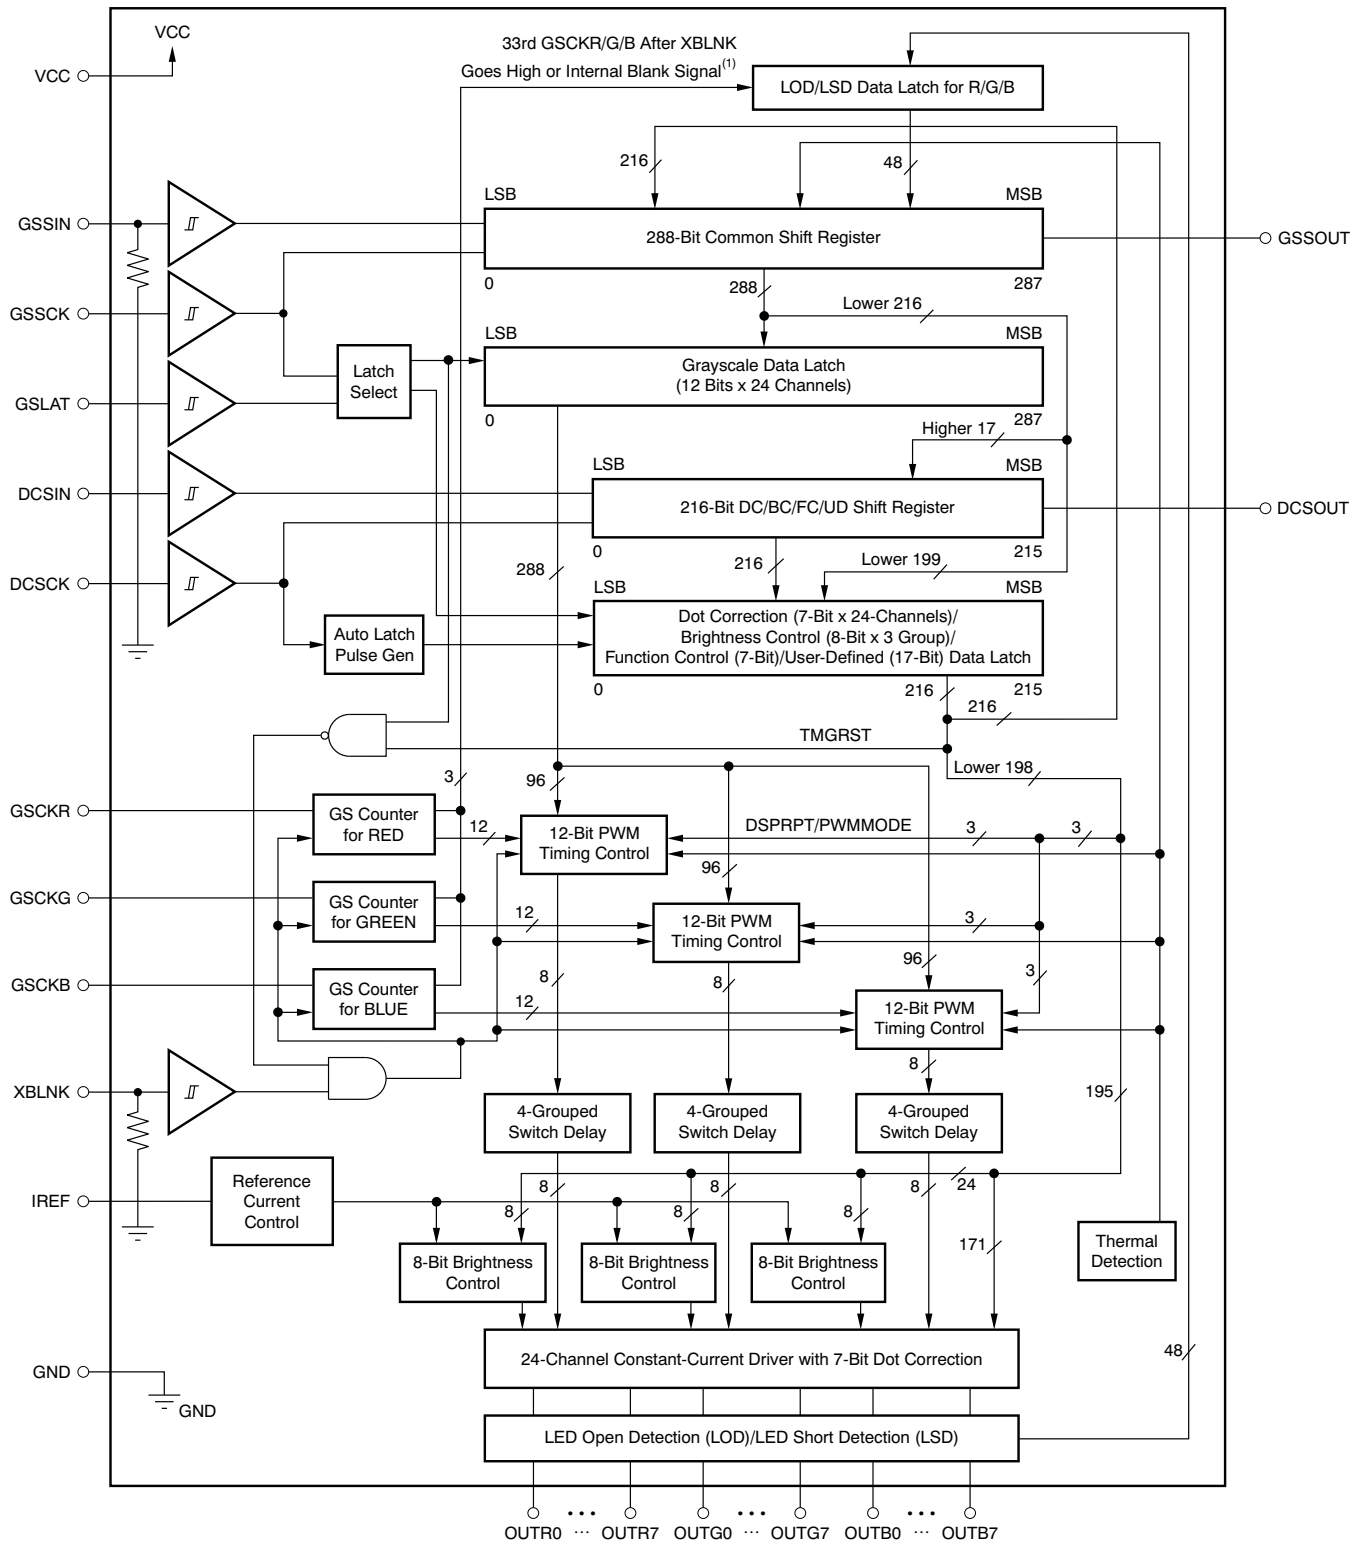 VCC
VCC
33rd GSCKR/G/B After XBLNK
Goes High or Internal Blank Signal(1)
LOD/LSD Data Latch for R/G/B
216
48
LSB
MSB
GSSIN
288-Bit Common Shift Register
GSSOUT
0
287
288
GSSCK
Lower 216
LSB
MSB
Latch
Select
Grayscale Data Latch
(12 Bits x 24 Channels)
GSLAT
0
287
Higher 17
LSB
MSB
DCSIN
216-Bit DC/BC/FC/UD Shift Register
DCSOUT
0
215
288
216
Lower 199
DCSCK
LSB
MSB
Auto Latch
Pulse Gen
Dot Correction (7-Bit x 24-Channels)/
Brightness Control (8-Bit x 3 Group)/
Function Control (7-Bit)/User-Defined (17-Bit) Data Latch
0
216
215
216
TMGRST
Lower 198
3
96
GSCKR
GS Counter
for RED
12
12-Bit PWM
Timing Control
DSPRPT/PWMMODE
3
3
96
GSCKG
GS Counter
for GREEN
12
12-Bit PWM
Timing Control
3
96
3
8
8
GSCKB
GS Counter
for BLUE
12
12-Bit PWM
Timing Control
8
XBLNK
195
4-Grouped
Switch Delay
4-Grouped
Switch Delay
4-Grouped
Switch Delay
IREF
Reference
Current
Control
8
8
8
24
8
8
8
171
8-Bit Brightness
Control
8-Bit Brightness
Control
8-Bit Brightness
Control
Thermal
Detection
GND
GND
24-Channel Constant-Current Driver with 7-Bit Dot Correction
48
LED Open Detection (LOD)/LED Short Detection (LSD)
OUTR0 ... OUTR7 OUTG0 ... OUTG7 OUTB0 ... OUTB7